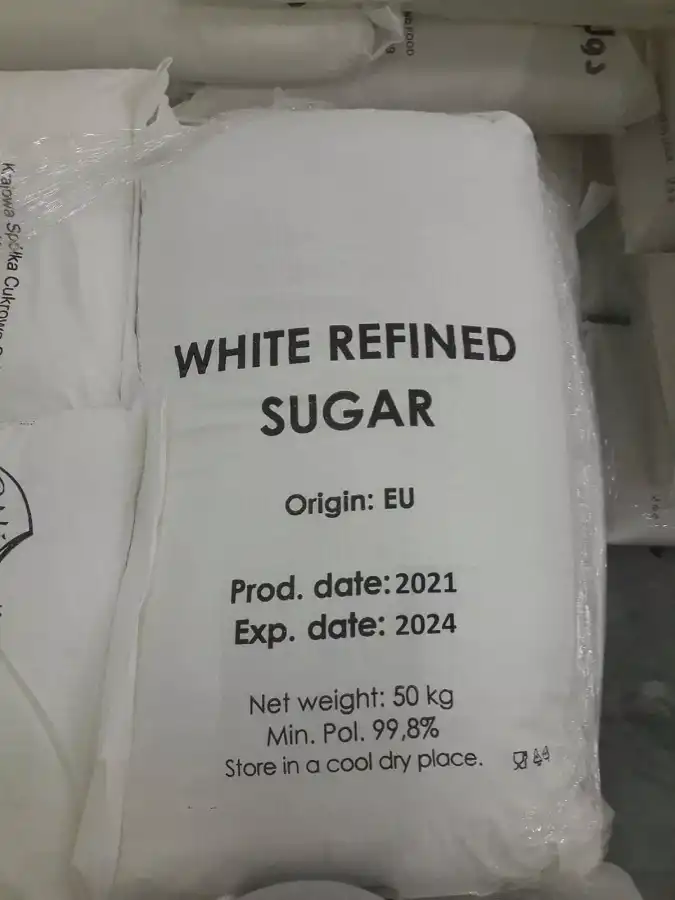 WHITE REFINED
SUGAR
Origin: EU
Prod. date: 2021
Exp. date: 2024
Net weight: 50 kg
Min. Pol. 99,8%
Store in a cool dry place.
Krajowa Spółka
FOOD